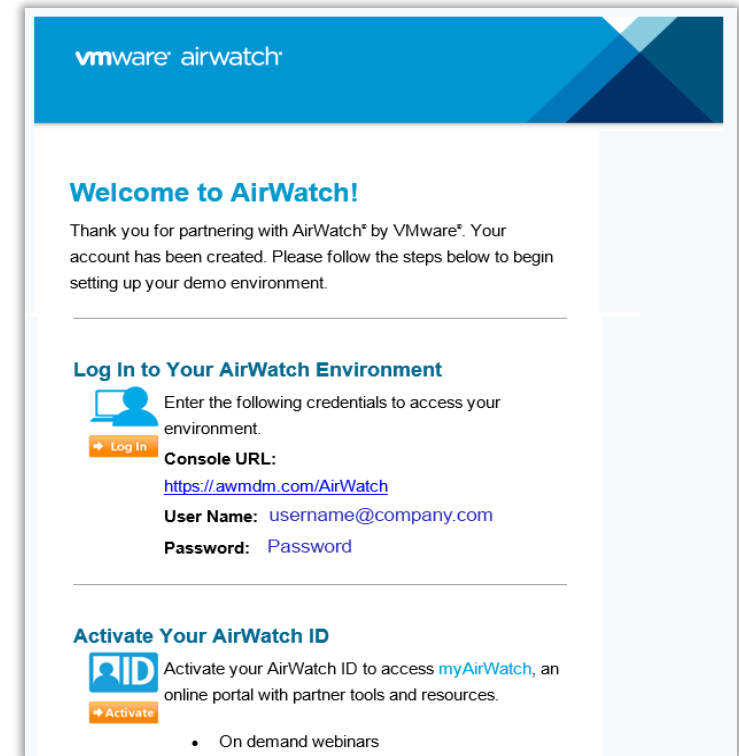 vmware airwatch
Welcome to AirWatch!
Thank you for partnering with AirWatch® by VMware®. Your
account has been created. Please follow the steps below to begin
setting up your demo environment.
Log In to Your AirWatch Environment
Enter the following credentials to access your
environment.
Log In
Console URL:
https://.awmdm.com/AirWatch
User Name: username@company.com
Password: Password
Activate Your AirWatch ID
ID
Activate your AirWatch ID to access myAirWatch, an
online portal with partner tools and resources.
Activate
• On demand webinars